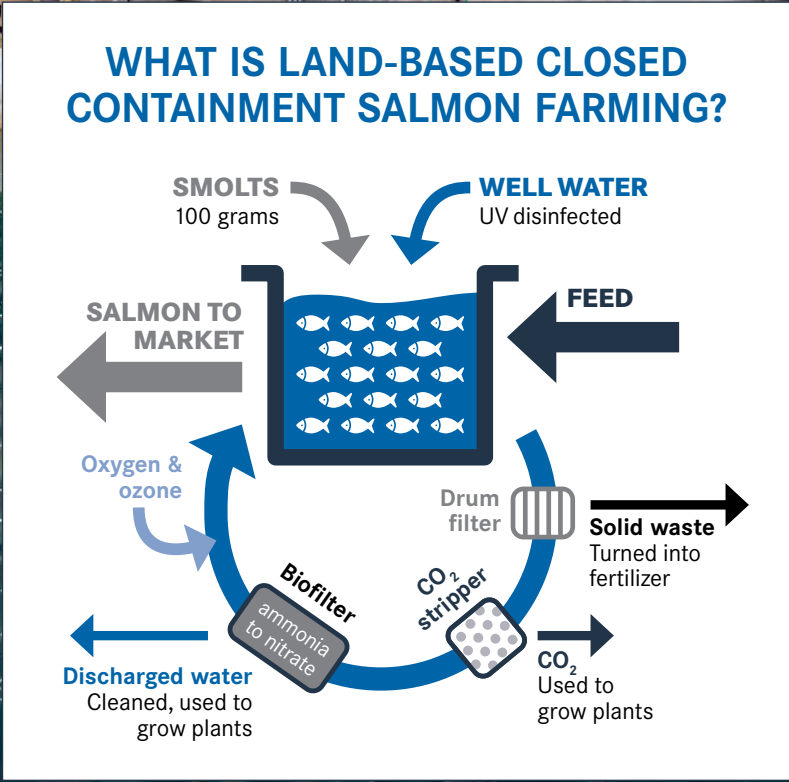 WHAT IS LAND-BASED CLOSED
CONTAINMENT SALMON FARMING?
SMOLTS
100 grams
WELL WATER
UV disinfected
SALMON TO
MARKET
FEED
Oxygen &
ozone
Drum
filter
Solid waste
Turned into
fertilizer
Biofilter
ammonia
to nitrate
CO₂
stripper
Discharged water
Cleaned, used to
grow plants
CO₂
Used to
grow plants